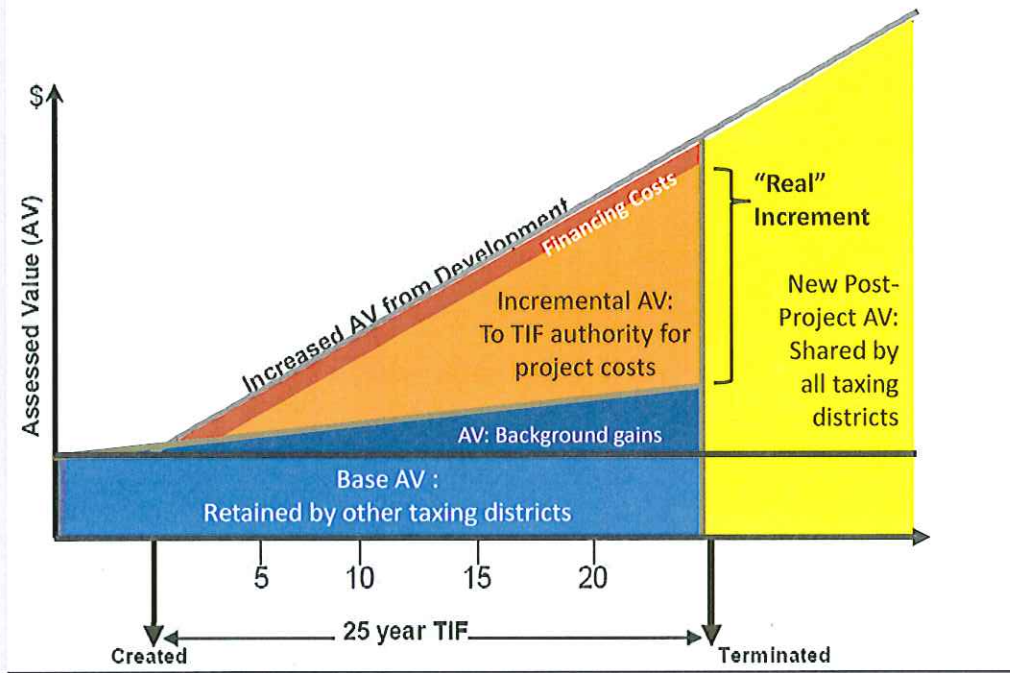 $
Assessed Value (AV)
Increased AV from Development
Financing Costs
Incremental AV:
To TIF authority for
project costs
AV: Background gains
Base AV :
Retained by other taxing districts
"Real"
Increment
New Post-
Project AV:
Shared by
all taxing
districts
5
10
15
20
25 year TIF
Created
Terminated